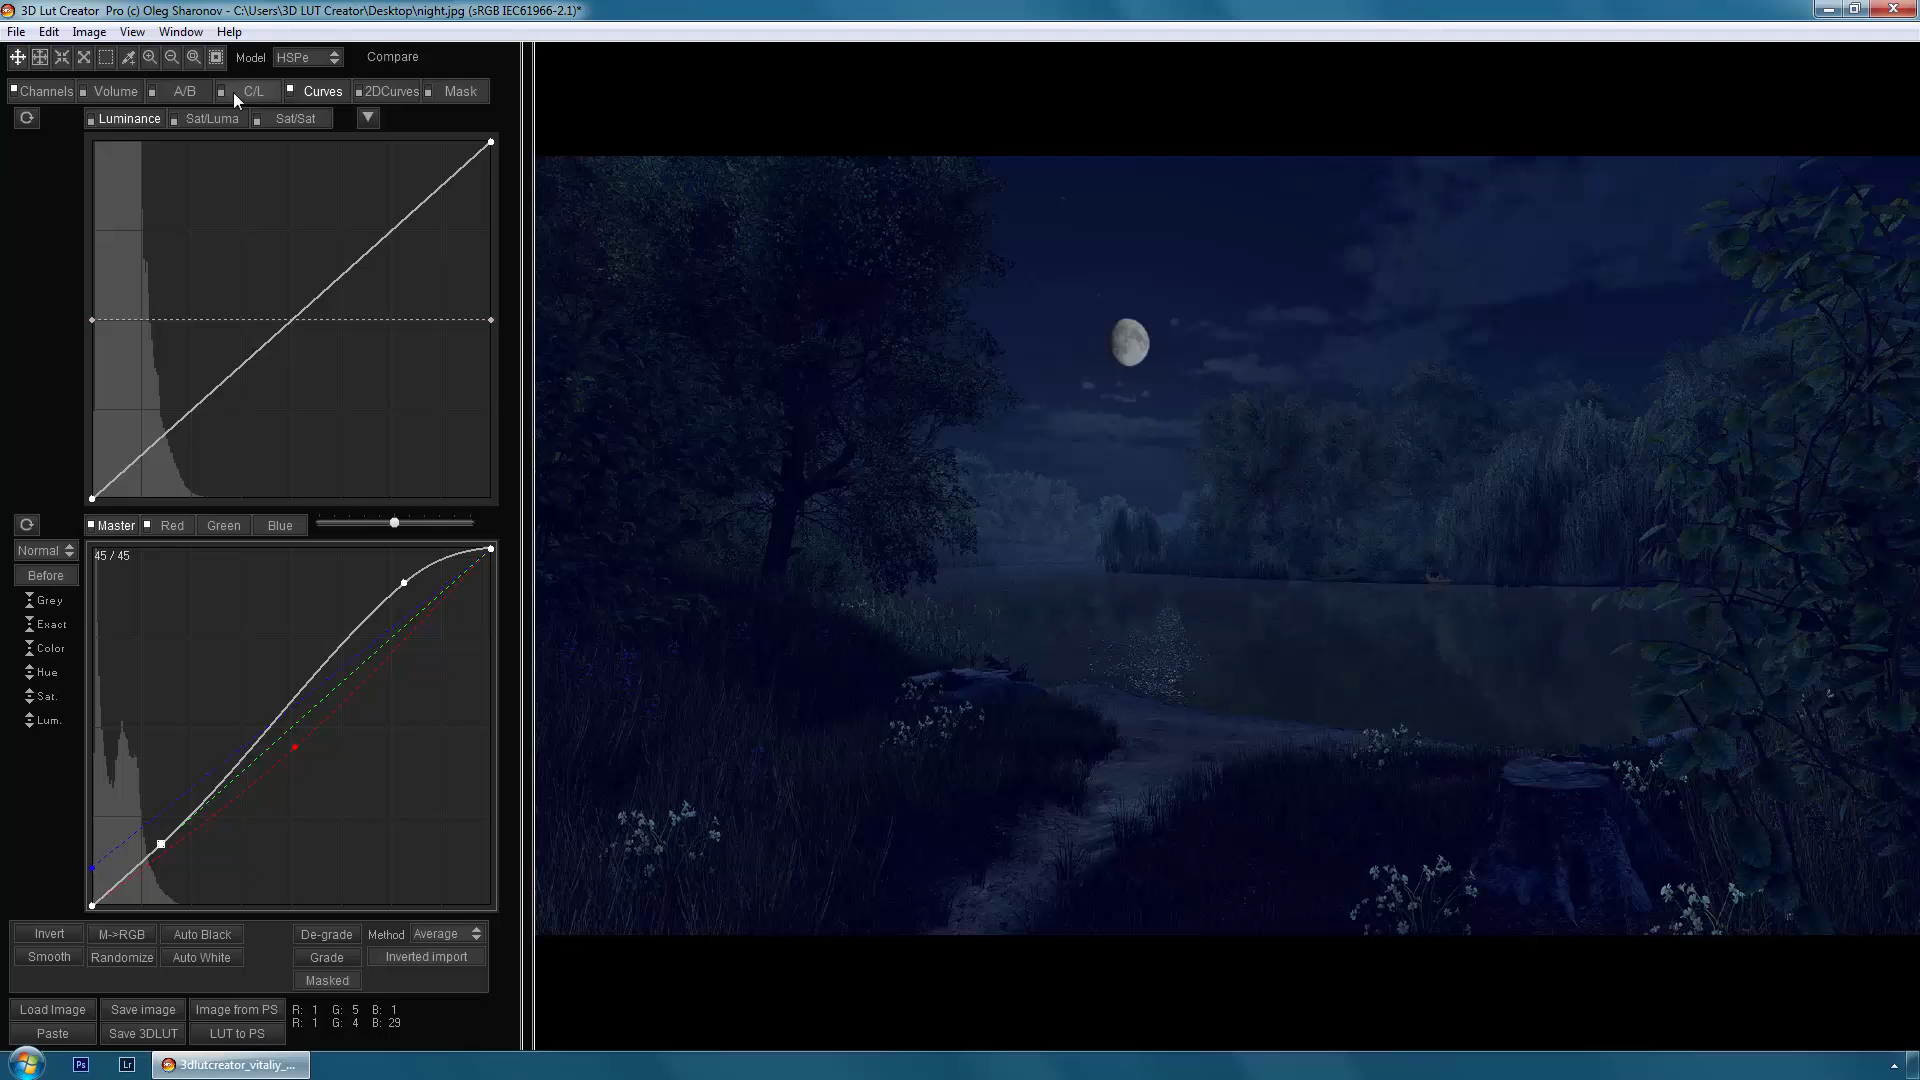 3D Lut Creator Pro (c) Oleg Sharonov - C:\Users\3D LUT Creator\Desktop\night.jpg (sRGB IEC61966-2.1)*
File Edit Image View Window Help
Model HSPe Compare
Channels Volume A/B C/L Curves 2DCurves Mask
Luminance Sat/Luma Sat/Sat
Master Red Green Blue
Normal
45 / 45
Before
Grey
Exact
Color
Hue
Sat.
Lum.
Invert M->RGB Auto Black De-grade Method Average
Smooth Randomize Auto White Grade Inverted import
Masked
Load Image Save image Image from PS R: 1 G: 5 B: 1
R: 1 G: 4 B: 29
Paste Save 3DLUT LUT to PS
Ps Lr 3dlutcreator_vitaliy_...